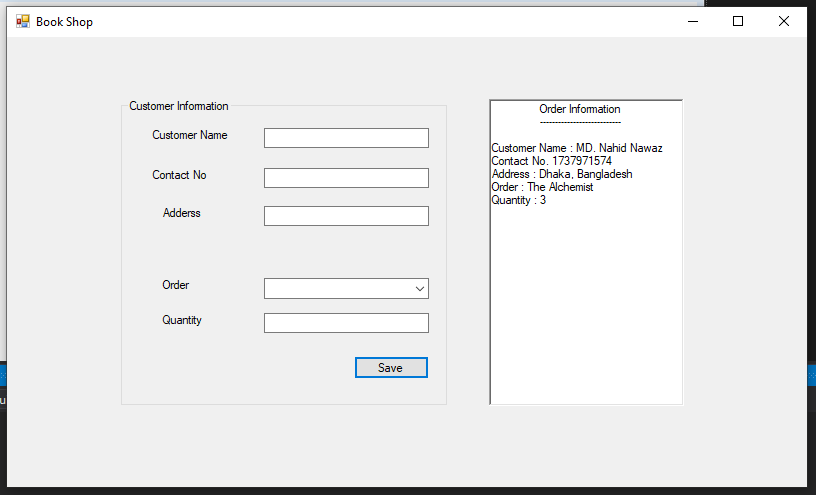 Book Shop
Customer Information
Customer Name
Contact No
Aderss
Order
Quantity
Save
Order Information
---------------------------
Customer Name : MD. Nahid Nawaz
Contact No. 1737971574
Address : Dhaka, Bangladesh
Order : The Alchemist
Quantity : 3